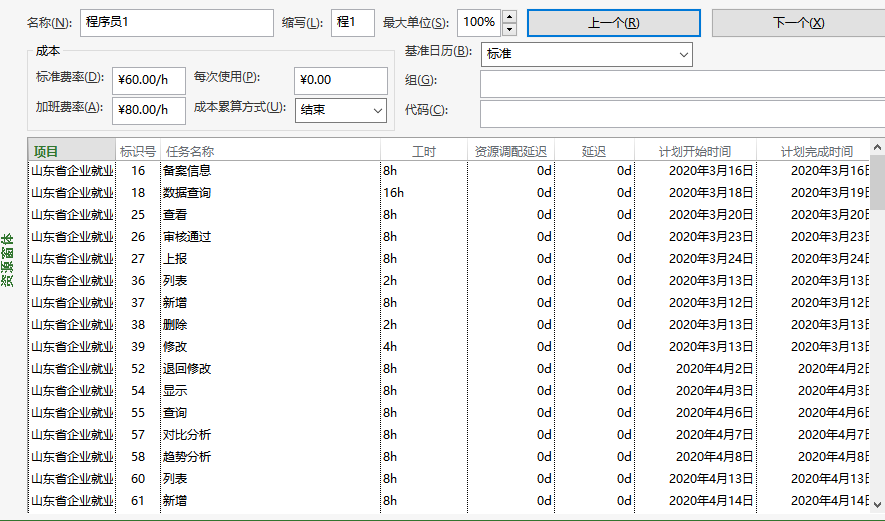 名称(N): 程序员1 缩写(L): 程1 最大单位(S): 100% 上一个(R) 下一个(X)
成本 基准日历(B): 标准
标准费率(D): ¥60.00/h 每次使用(P): ¥0.00 组(G):
加班费率(A): ¥80.00/h 成本累算方式(U): 结束 代码(C):
资源窗体
项目 标识号 任务名称 工时 资源调配延迟 延迟 计划开始时间 计划完成时间
山东省企业就业 16 备案信息 8h 0d 0d 2020年3月16日 2020年3月16日
山东省企业就业 18 数据查询 16h 0d 0d 2020年3月18日 2020年3月19日
山东省企业就业 25 查看 8h 0d 0d 2020年3月20日 2020年3月20日
山东省企业就业 26 审核通过 8h 0d 0d 2020年3月23日 2020年3月23日
山东省企业就业 27 上报 8h 0d 0d 2020年3月24日 2020年3月24日
山东省企业就业 36 列表 2h 0d 0d 2020年3月13日 2020年3月13日
山东省企业就业 37 新增 8h 0d 0d 2020年3月12日 2020年3月12日
山东省企业就业 38 删除 2h 0d 0d 2020年3月13日 2020年3月13日
山东省企业就业 39 修改 4h 0d 0d 2020年3月13日 2020年3月13日
山东省企业就业 52 退回修改 8h 0d 0d 2020年4月2日 2020年4月2日
山东省企业就业 54 显示 8h 0d 0d 2020年4月3日 2020年4月3日
山东省企业就业 55 查询 8h 0d 0d 2020年4月6日 2020年4月6日
山东省企业就业 57 对比分析 8h 0d 0d 2020年4月7日 2020年4月7日
山东省企业就业 58 趋势分析 8h 0d 0d 2020年4月8日 2020年4月8日
山东省企业就业 60 列表 8h 0d 0d 2020年4月13日 2020年4月13日
山东省企业就业 61 新增 8h 0d 0d 2020年4月14日 2020年4月14日